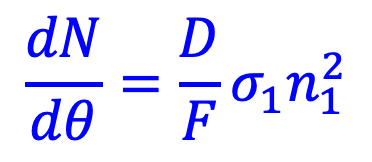 dN/dθ = D/F σ₁n₁²